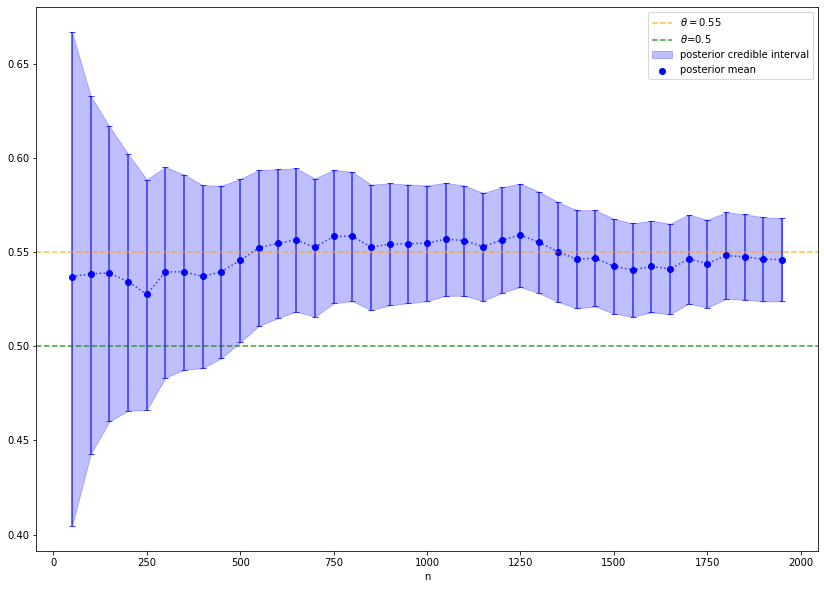 θ = 0.55
θ=0.5
posterior credible interval
posterior mean
0.65
0.60
0.55
0.50
0.45
0.40
0 250 500 750 1000 1250 1500 1750 2000
n